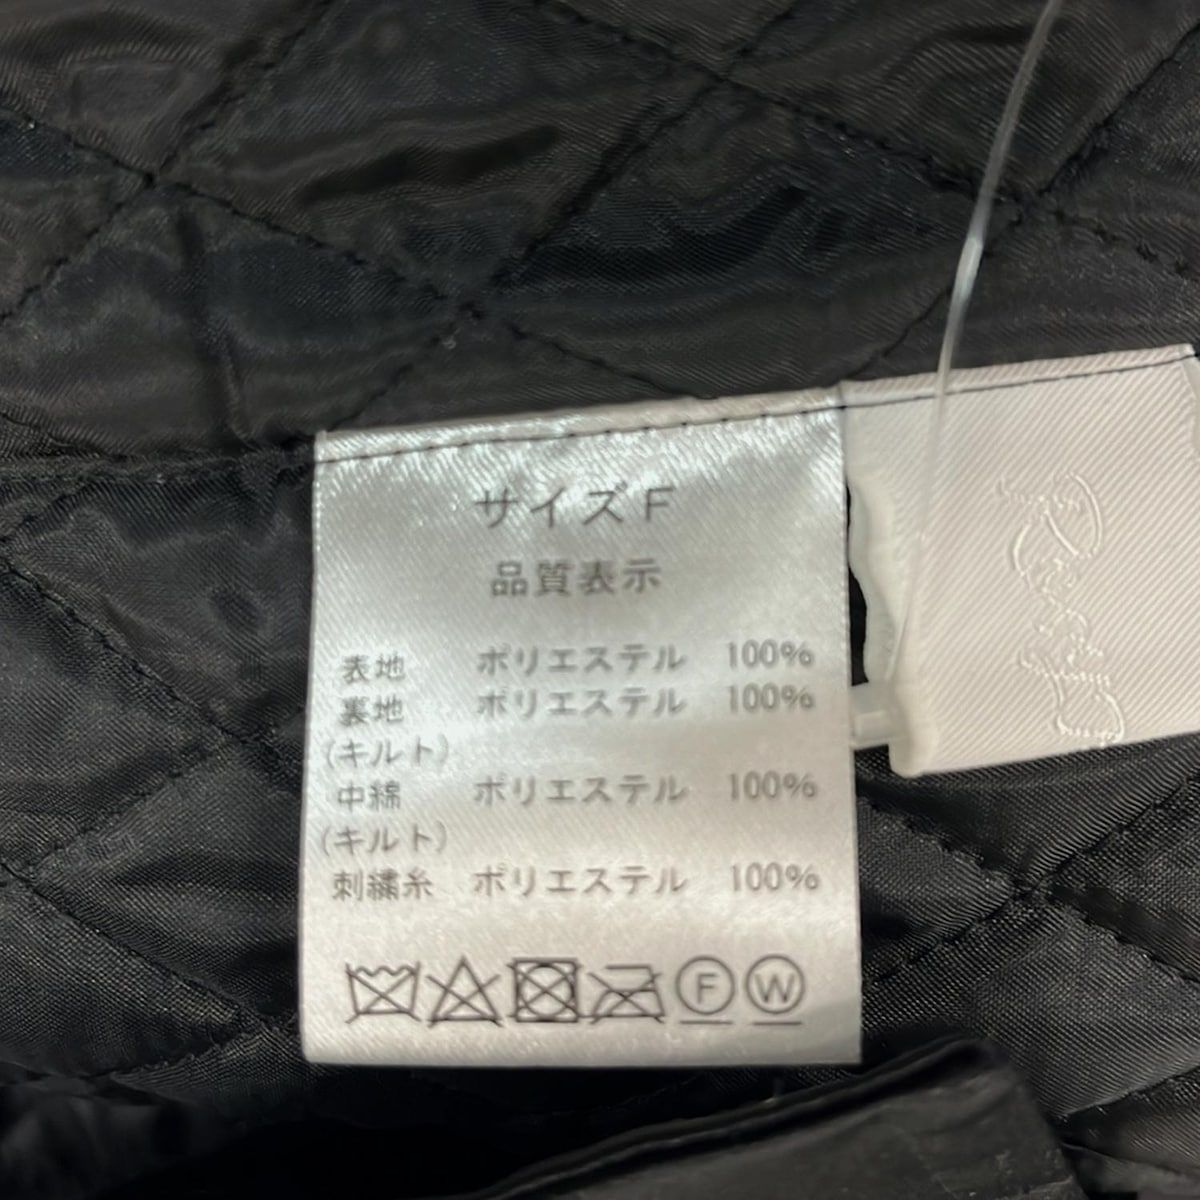 サイズF
品質表示
表地 ポリエステル 100%
裏地 ポリエステル 100%
(キルト)
中綿 ポリエステル 100%
(キルト)
刺繍糸 ポリエステル 100%
F W